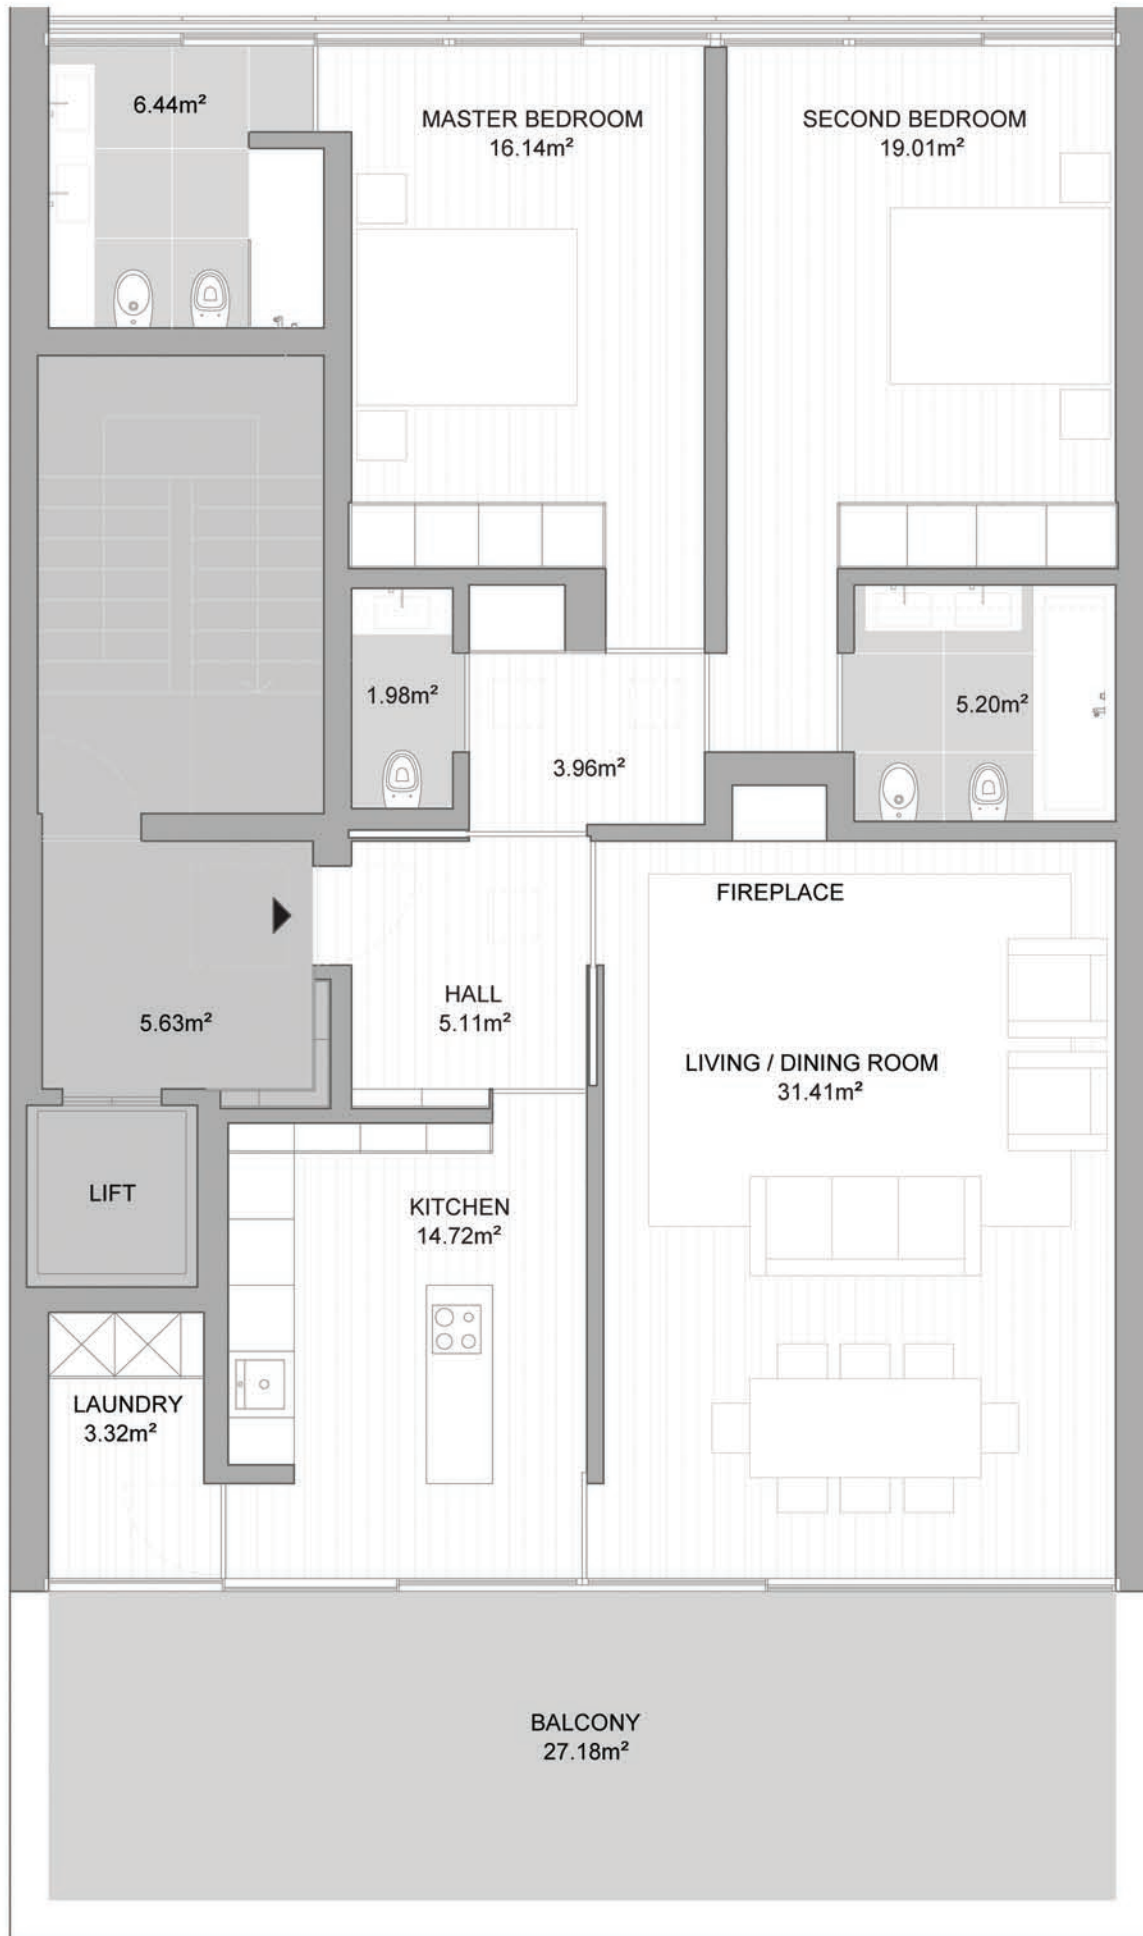 6.44m²
MASTER BEDROOM
16.14m²
SECOND BEDROOM
19.01m²
1.98m²
5.20m²
3.96m²
FIREPLACE
HALL
5.11m²
5.63m²
LIVING / DINING ROOM
31.41m²
LIFT
KITCHEN
14.72m²
LAUNDRY
3.32m²
BALCONY
27.18m²